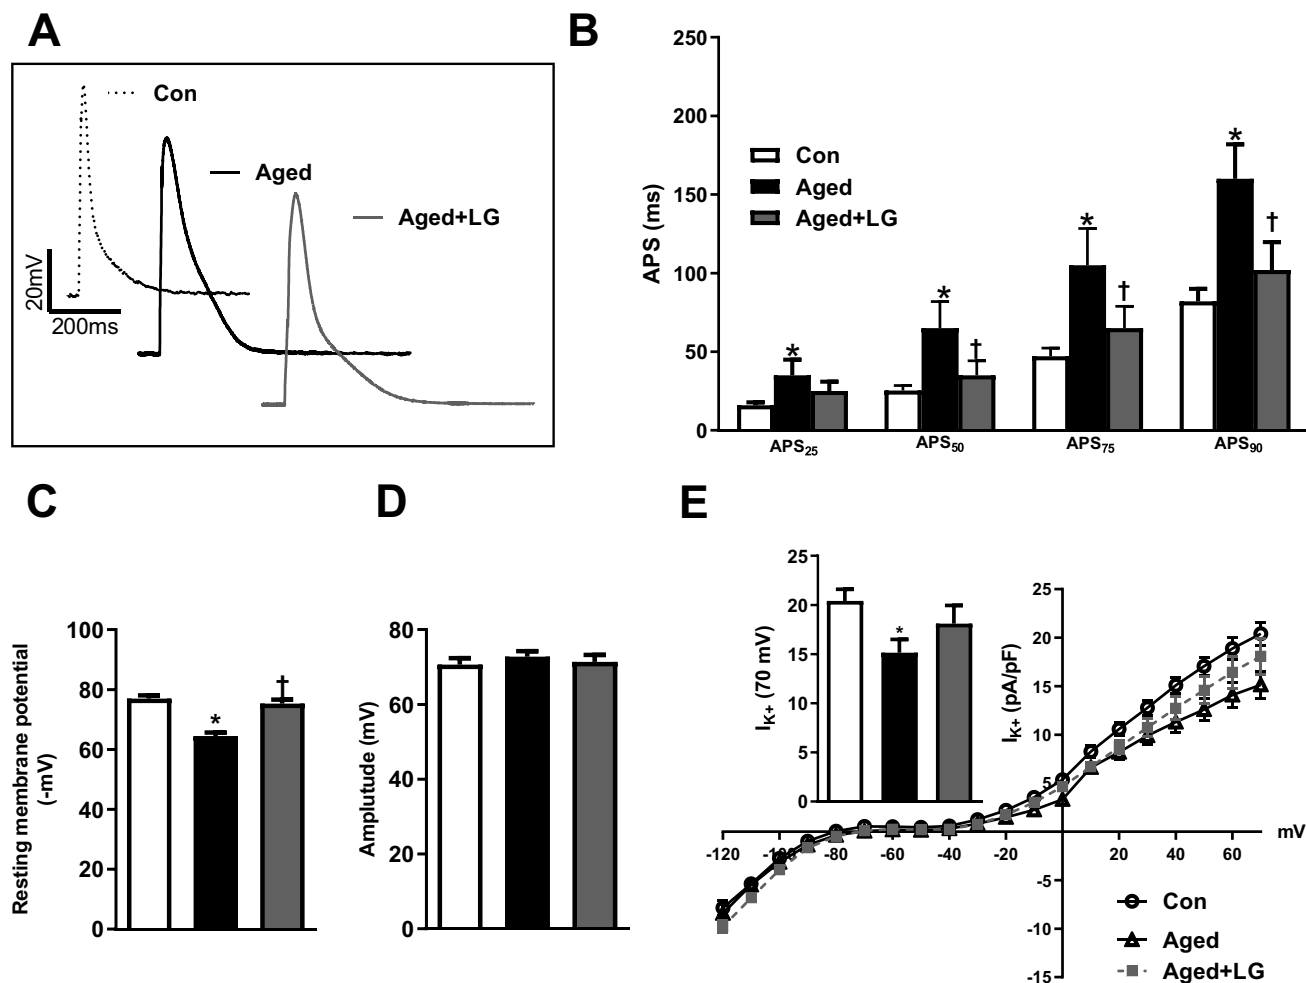 A
Con
Aged
Aged+LG
20mV
200ms
B
APS (ms)
250
200
150
100
50
0
Con
Aged
Aged+LG
* * * † * † * †
APS25
APS50
APS75
APS90
C
Resting membrane potential
(-mV)
100
80
60
40
20
0
*
†
D
Amplutude (mV)
80
60
40
20
0
E
IK+ (70 mV)
25
20
15
10
5
0
*
IK+ (pA/pF)
25
20
15
10
5
-5
-10
-15
-120 -100 -80 -60 -40 -20 20 40 60 mV
Con
Aged
Aged+LG